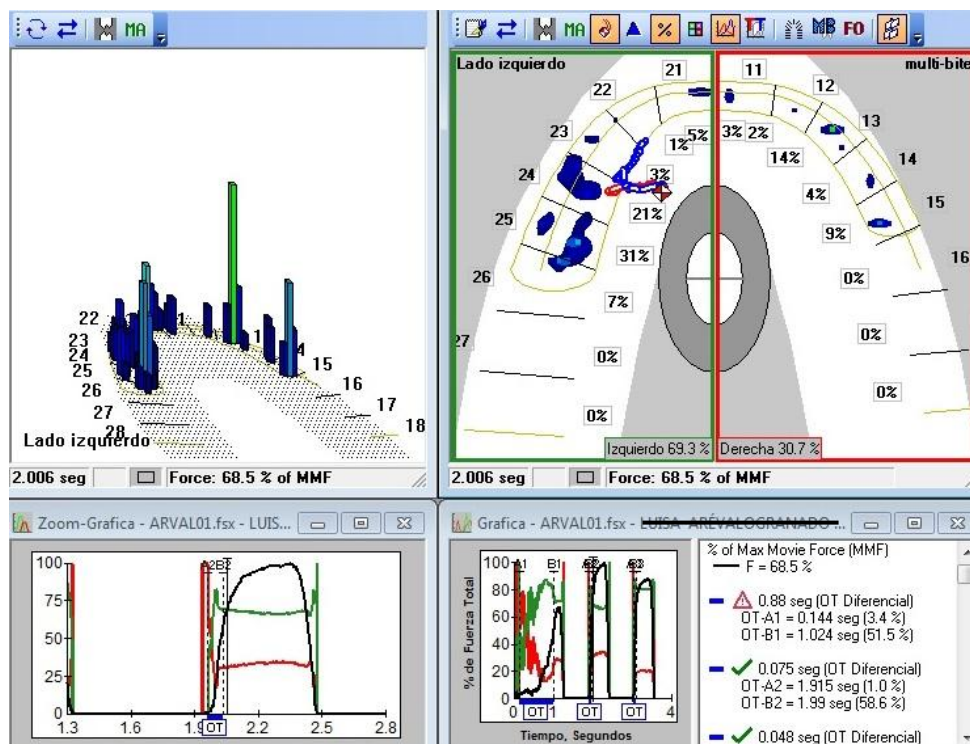 MA
MA % MB FO
22
1
1
4
23
15
24
25
16
26
17
27
18
28
Lado izquierdo
2.006 seg Force: 68.5 % of MMF
Lado izquierdo
multi-bite
21
11
22
12
23
13
24
14
25
15
26
16
27
5%
3%
2%
1%
14%
3%
4%
21%
9%
31%
0%
7%
0%
0%
0%
0%
Izquierdo 69.3 % Derecha 30.7 %
2.006 seg Force: 68.5 % of MMF
Zoom-Grafica - ARVAL01.fsx - LUIS...
100
75
50
25
0
1.3 1.6 1.9 2.2 2.5 2.8
A2 B2
OT
Grafica - ARVAL01.fsx -
% de Fuerza Total
100
80
60
40
20
0
A1 B1
0 1 4
OT OT OT
Tiempo, Segundos
% of Max Movie Force (MMF)
F = 68.5 %
0.88 seg (OT Diferencial)
OT-A1 = 0.144 seg (3.4 %)
OT-B1 = 1.024 seg (51.5 %)
0.075 seg (OT Diferencial)
OT-A2 = 1.915 seg (1.0 %)
OT-B2 = 1.99 seg (58.6 %)
0.048 seg (OT Diferencial)